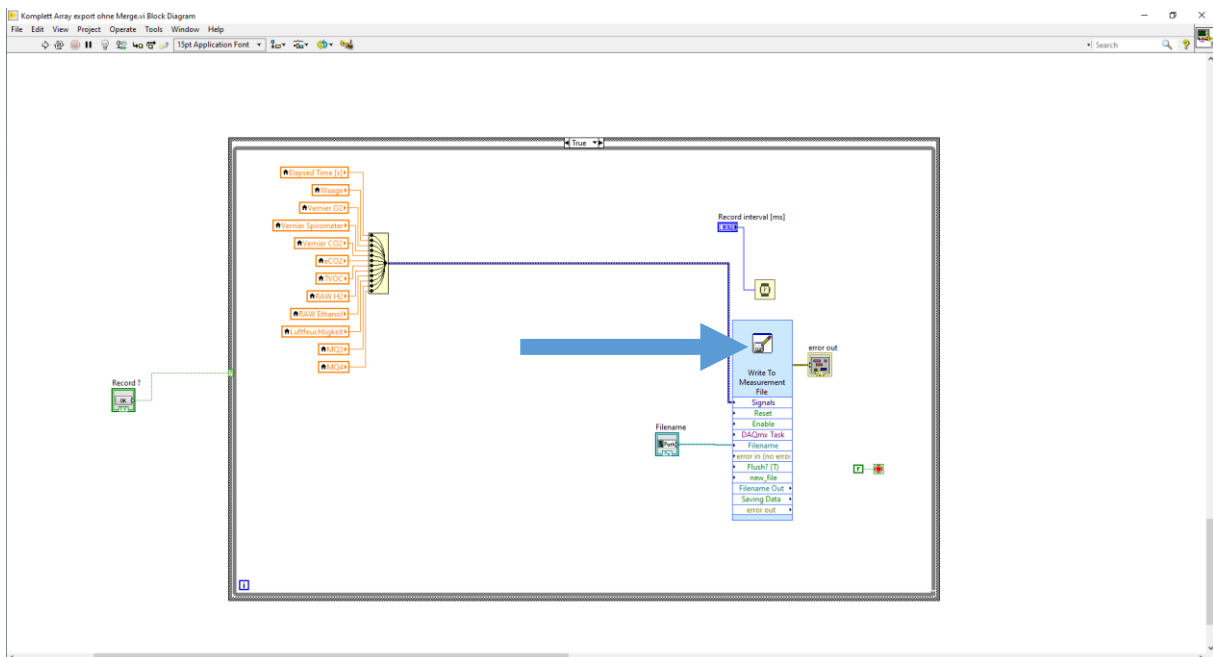 Komplett Array export ohne Merge.vi Block Diagram
File Edit View Project Operate Tools Window Help
15pt Application Font
Search
True
Elapsed Time [s]
Waage
Vernier O2
Vernier Spirometer
Vernier CO2
eCO2
TVOC
RAW H2
RAW Ethanol
Luftfeuchtigkeit
MQ3
MQ4
Record interval [ms]
Record ?
OK
Filename
Write To
Measurement
File
Signals
Reset
Enable
DAQmx Task
Filename
error in (no erro
Flush? (T)
new_file
Filename Out
Saving Data
error out
error out
F
i